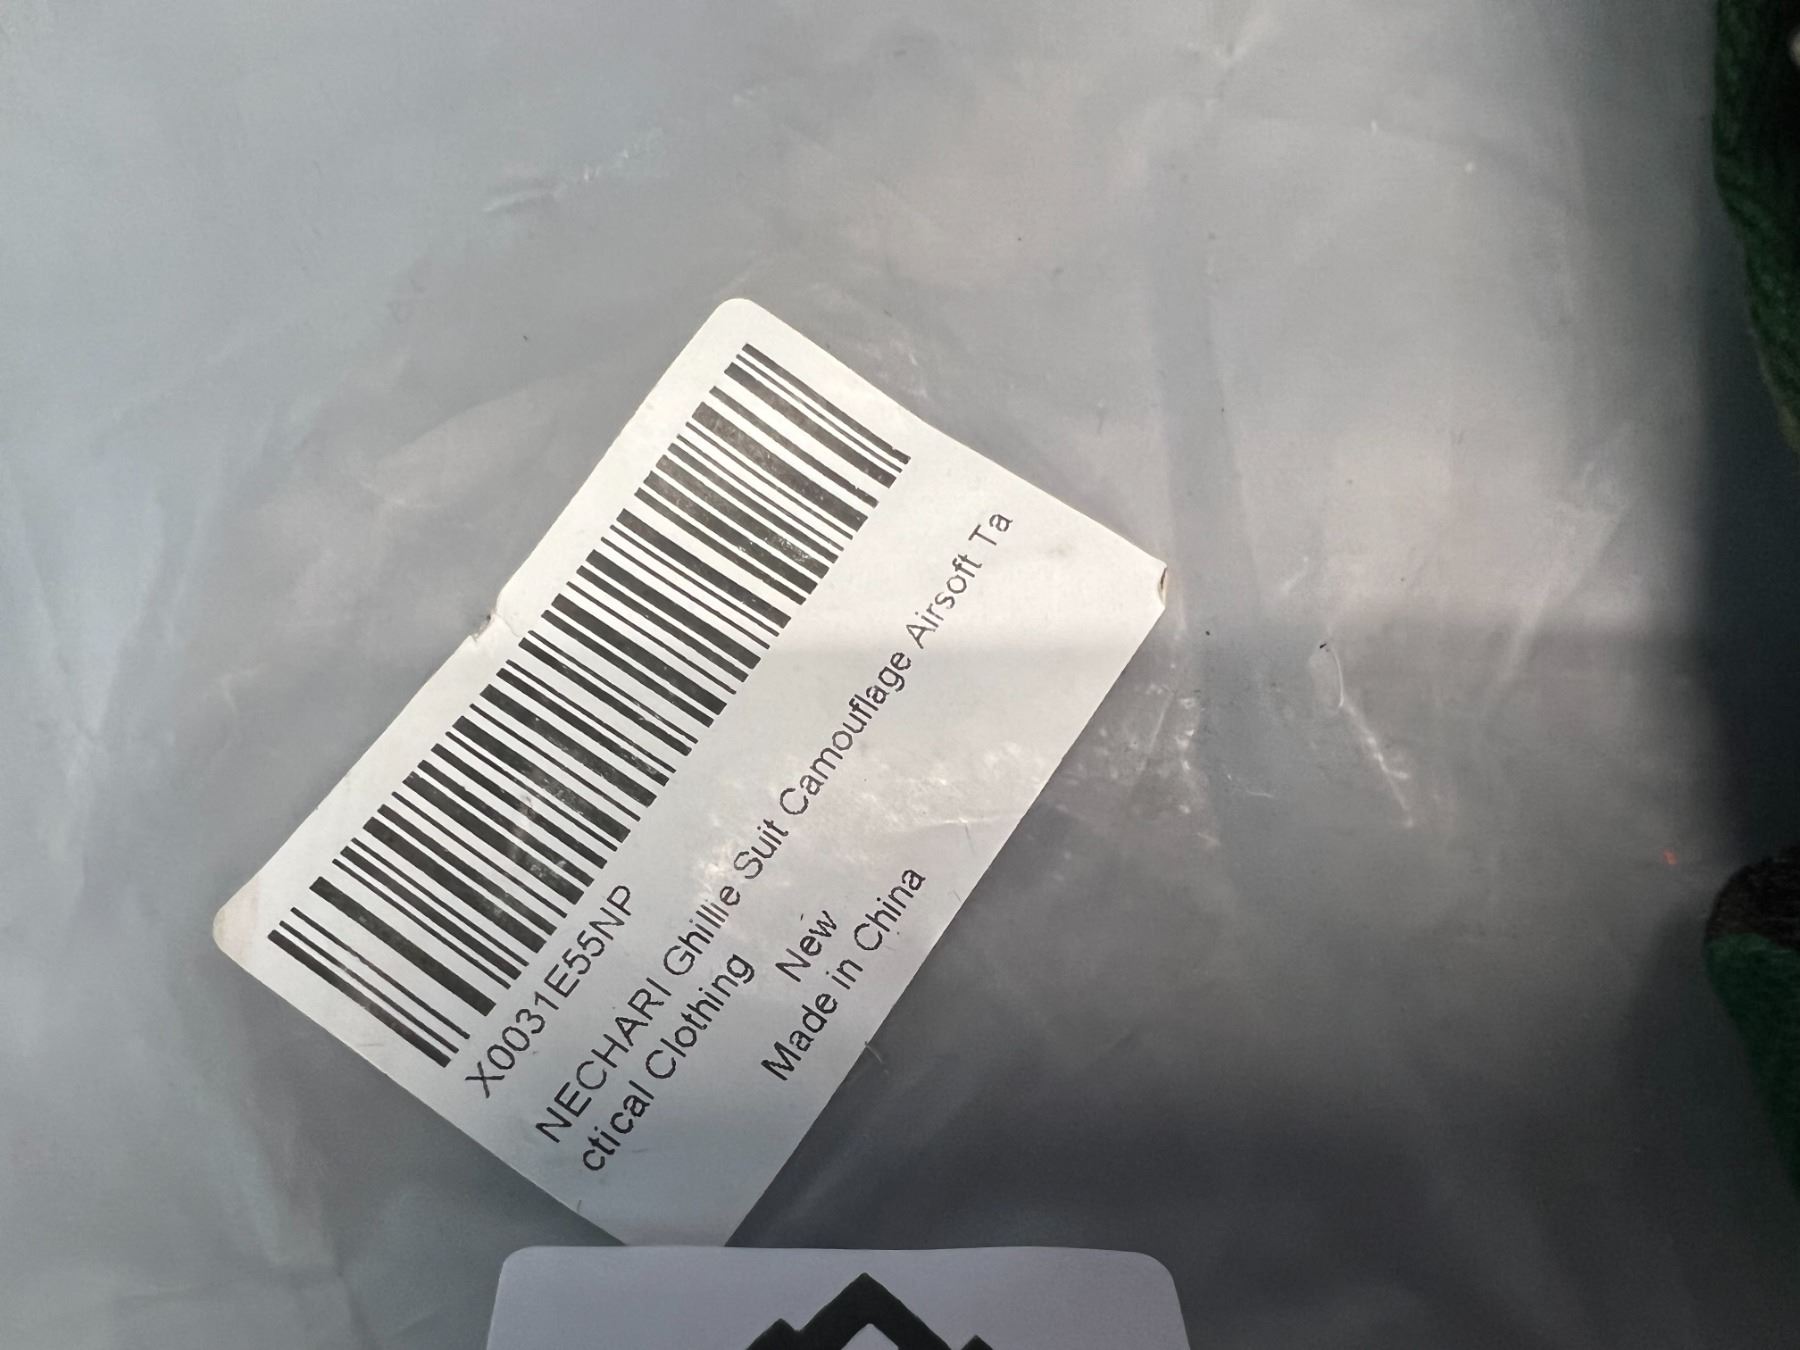 X0031E55NP
NECHARI Ghillie Suit Camouflage Airsoft Ta
ctical Clothing
New
Made in China